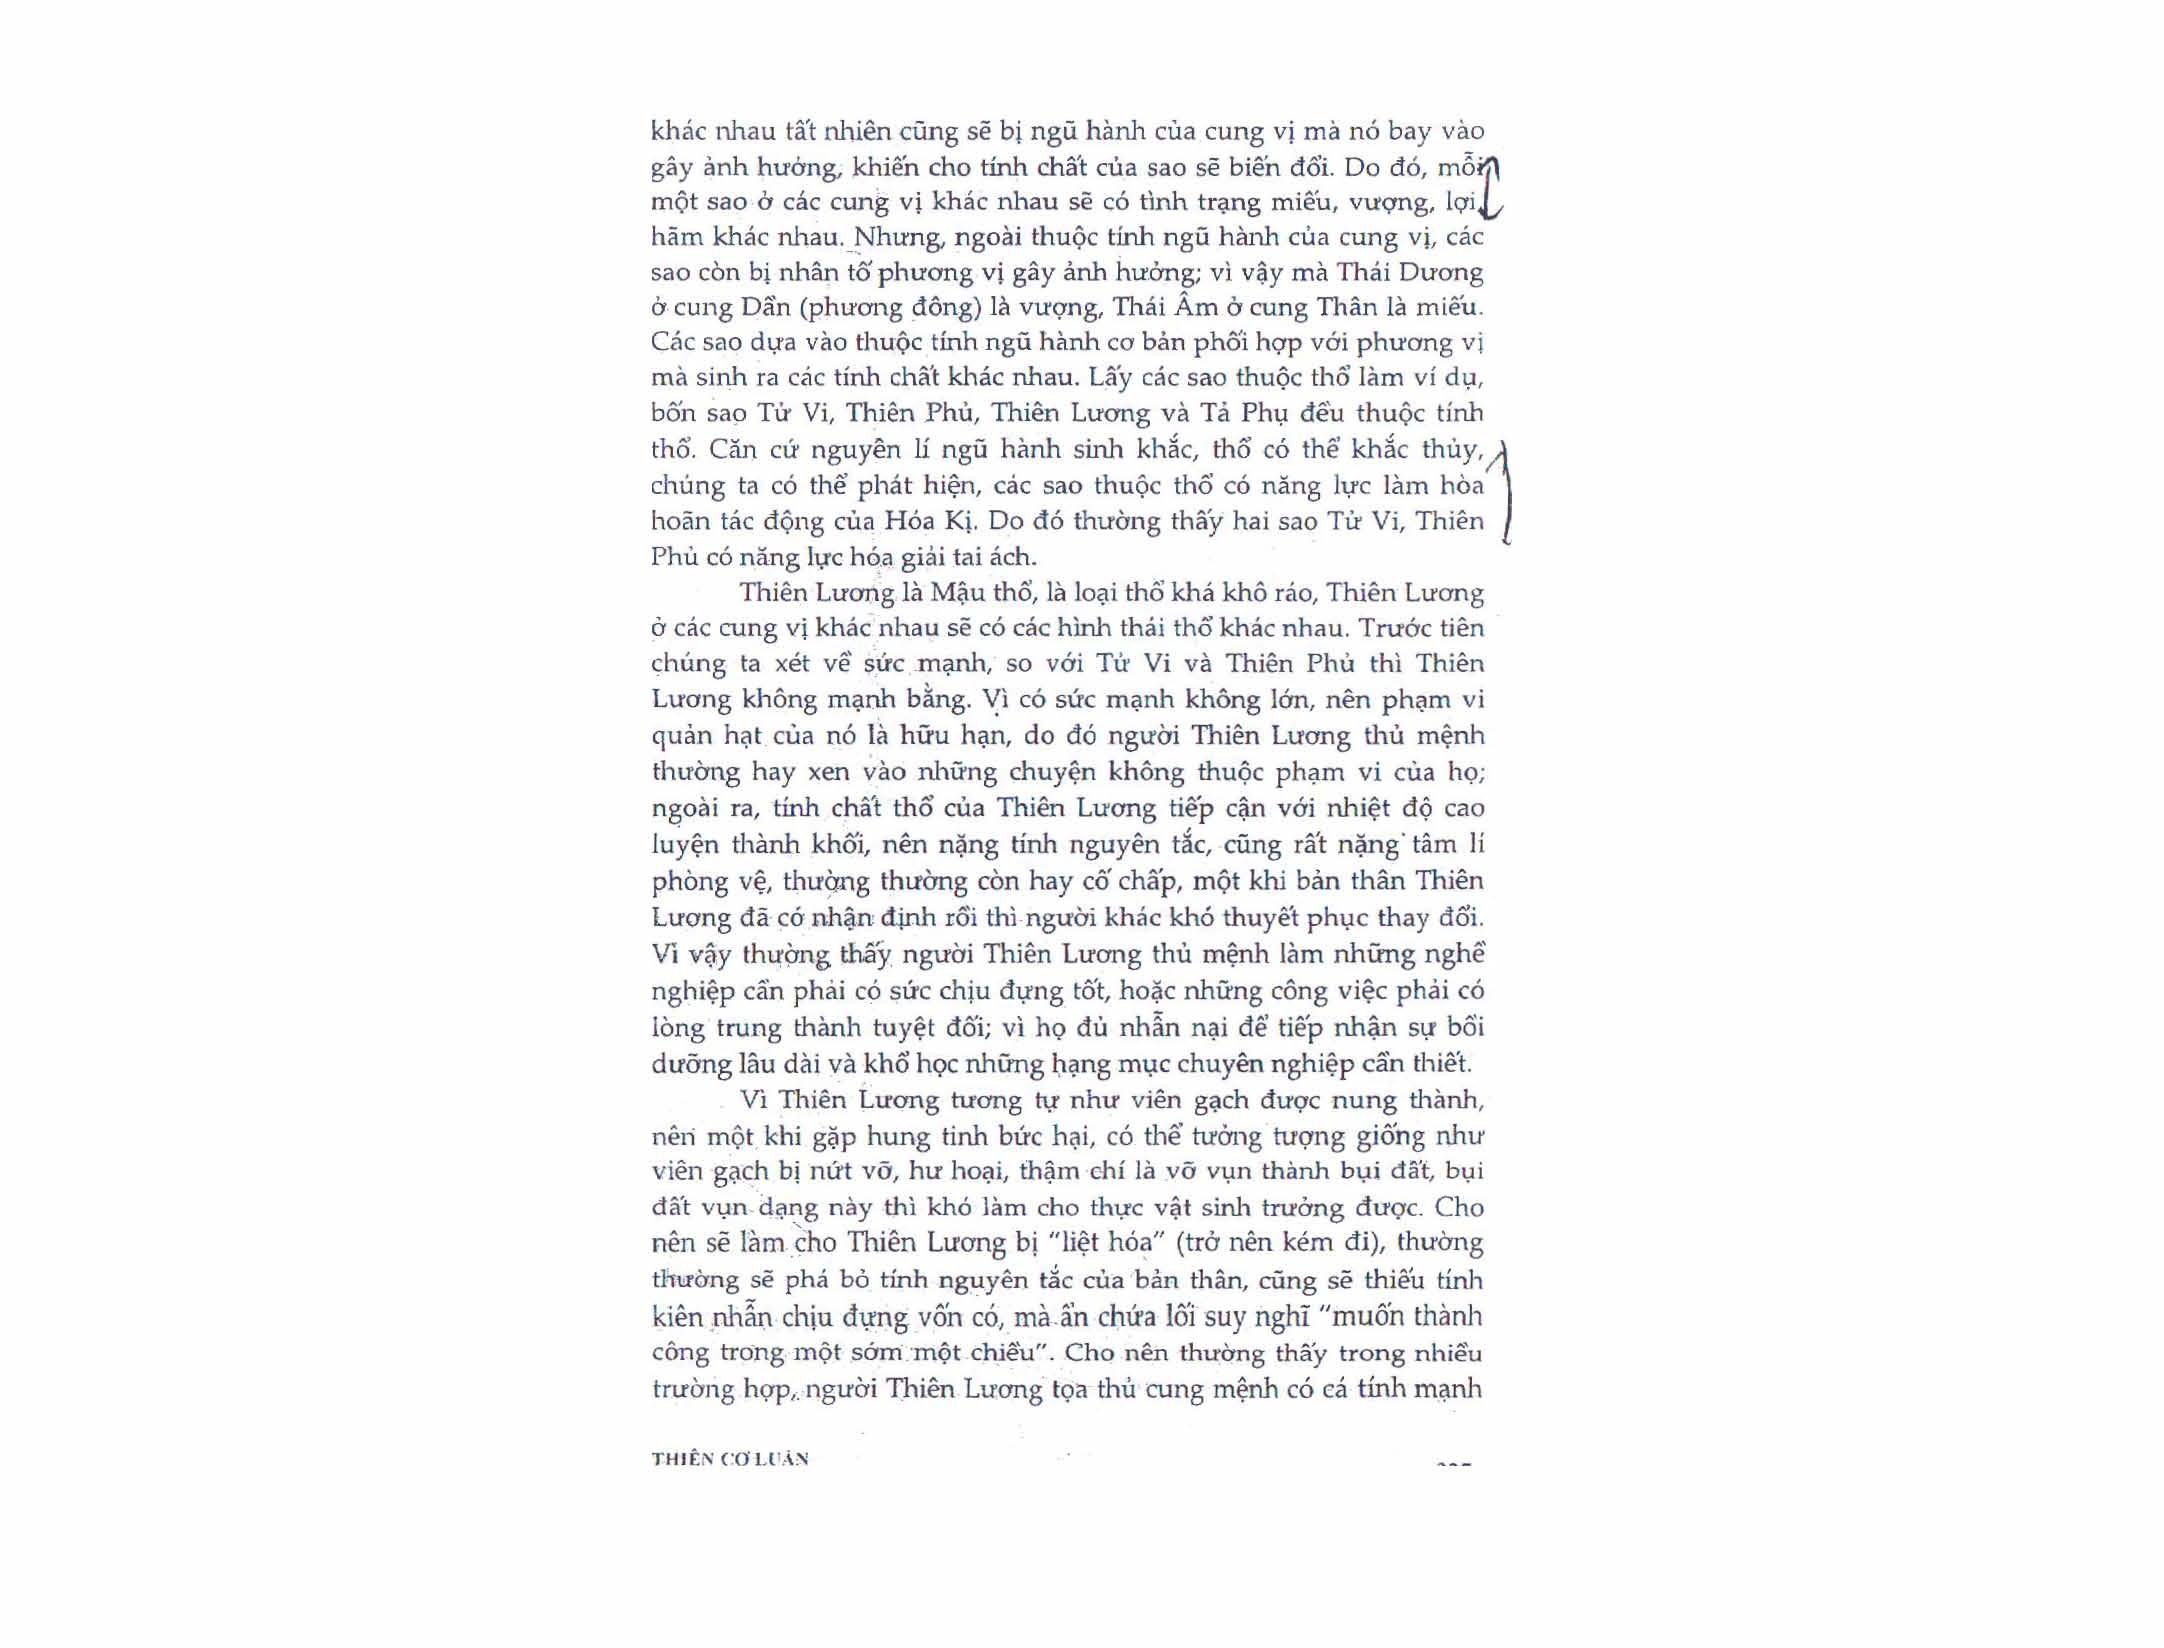 khác nhau tất nhiên cũng sẽ bị ngũ hành của cung vị mà nó bay vào
gây ảnh hưởng, khiến cho tính chất của sao sẽ biến đổi. Do đó, mỗi
một sao ở các cung vị khác nhau sẽ có tình trạng miếu, vượng, lợi,
hãm khác nhau. Nhưng, ngoài thuộc tính ngũ hành của cung vị, các
sao còn bị nhân tố phương vị gây ảnh hưởng; vì vậy mà Thái Dương
ở cung Dần (phương đông) là vượng, Thái Âm ở cung Thân là miếu.
Các sao dựa vào thuộc tính ngũ hành cơ bản phối hợp với phương vị
mà sinh ra các tính chất khác nhau. Lấy các sao thuộc thổ làm ví dụ,
bốn sao Tử Vi, Thiên Phủ, Thiên Lương và Tả Phụ đều thuộc tính
thổ. Căn cứ nguyên lí ngũ hành sinh khắc, thổ có thể khắc thủy,
chúng ta có thể phát hiện, các sao thuộc thổ có năng lực làm hòa
hoãn tác động của Hóa Kị. Do đó thường thấy hai sao Tử Vi, Thiên
Phủ có năng lực hóa giải tai ách.
Thiên Lương là Mậu thổ, là loại thổ khá khô ráo, Thiên Lương
ở các cung vị khác nhau sẽ có các hình thái thổ khác nhau. Trước tiên
chúng ta xét về sức mạnh, so với Tử Vi và Thiên Phủ thì Thiên
Lương không mạnh bằng. Vì có sức mạnh không lớn, nên phạm vi
quản hạt của nó là hữu hạn, do đó người Thiên Lương thủ mệnh
thường hay xen vào những chuyện không thuộc phạm vi của họ;
ngoài ra, tính chất thổ của Thiên Lương tiếp cận với nhiệt độ cao
luyện thành khối, nên nặng tính nguyên tắc, cũng rất nặng tâm lí
phòng vệ, thường thường còn hay cố chấp, một khi bản thân Thiên
Lương đã có nhận định rồi thì người khác khó thuyết phục thay đổi.
Vì vậy thường thấy người Thiên Lương thủ mệnh làm những nghề
nghiệp cần phải có sức chịu đựng tốt, hoặc những công việc phải có
lòng trung thành tuyệt đối; vì họ đủ nhẫn nại để tiếp nhận sự bồi
dưỡng lâu dài và khổ học những hạng mục chuyên nghiệp cần thiết.
Vì Thiên Lương tương tự như viên gạch được nung thành,
nên một khi gặp hung tinh bức hại, có thể tưởng tượng giống như
viên gạch bị nứt vỡ, hư hoại, thậm chí là vỡ vụn thành bụi đất, bụi
đất vụn dạng này thì khó làm cho thực vật sinh trưởng được. Cho
nên sẽ làm cho Thiên Lương bị "liệt hóa" (trở nên kém đi), thường
thường sẽ phá bỏ tính nguyên tắc của bản thân, cũng sẽ thiếu tính
kiên nhẫn chịu đựng vốn có, mà ẩn chứa lối suy nghĩ "muốn thành
công trong một sớm một chiều". Cho nên thường thấy trong nhiều
trường hợp, người Thiên Lương tọa thủ cung mệnh có cá tính mạnh
THIÊN CƠ LUẬN